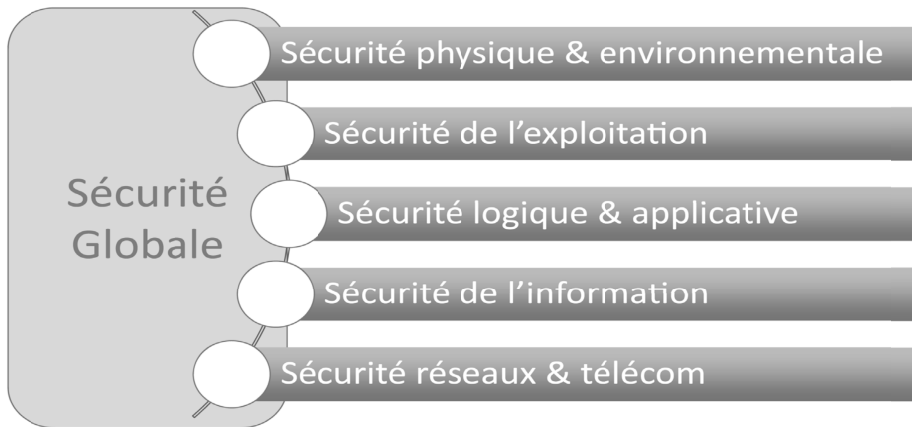 Sécurité
Globale
Sécurité physique & environnementale
Sécurité de l’exploitation
Sécurité logique & applicative
Sécurité de l’information
Sécurité réseaux & télécom